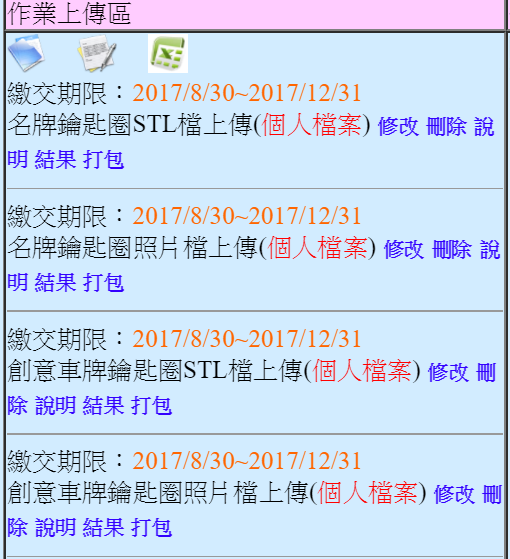 作業上傳區
繳交期限：2017/8/30~2017/12/31
名牌鑰匙圈STL檔上傳(個人檔案) 修改 刪除 說
明 結果 打包
繳交期限：2017/8/30~2017/12/31
名牌鑰匙圈照片檔上傳(個人檔案) 修改 刪除 說
明 結果 打包
繳交期限：2017/8/30~2017/12/31
創意車牌鑰匙圈STL檔上傳(個人檔案) 修改 刪
除 說明 結果 打包
繳交期限：2017/8/30~2017/12/31
創意車牌鑰匙圈照片檔上傳(個人檔案) 修改 刪
除 說明 結果 打包